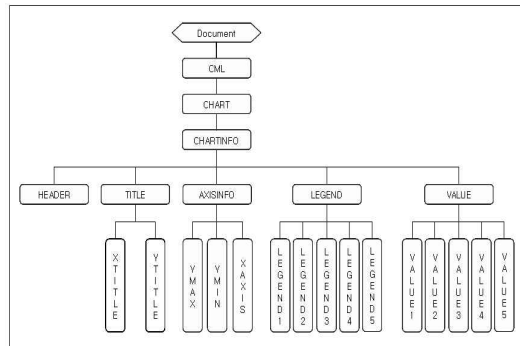 Document
CML
CHART
CHARTINFO
HEADER
TITLE
AXISINFO
LEGEND
VALUE
XTITLE
YTITLE
YMAX
YMIN
XAXIS
LEGEND1
LEGEND2
LEGEND3
LEGEND4
LEGEND5
VALUE1
VALUE2
VALUE3
VALUE4
VALUE5